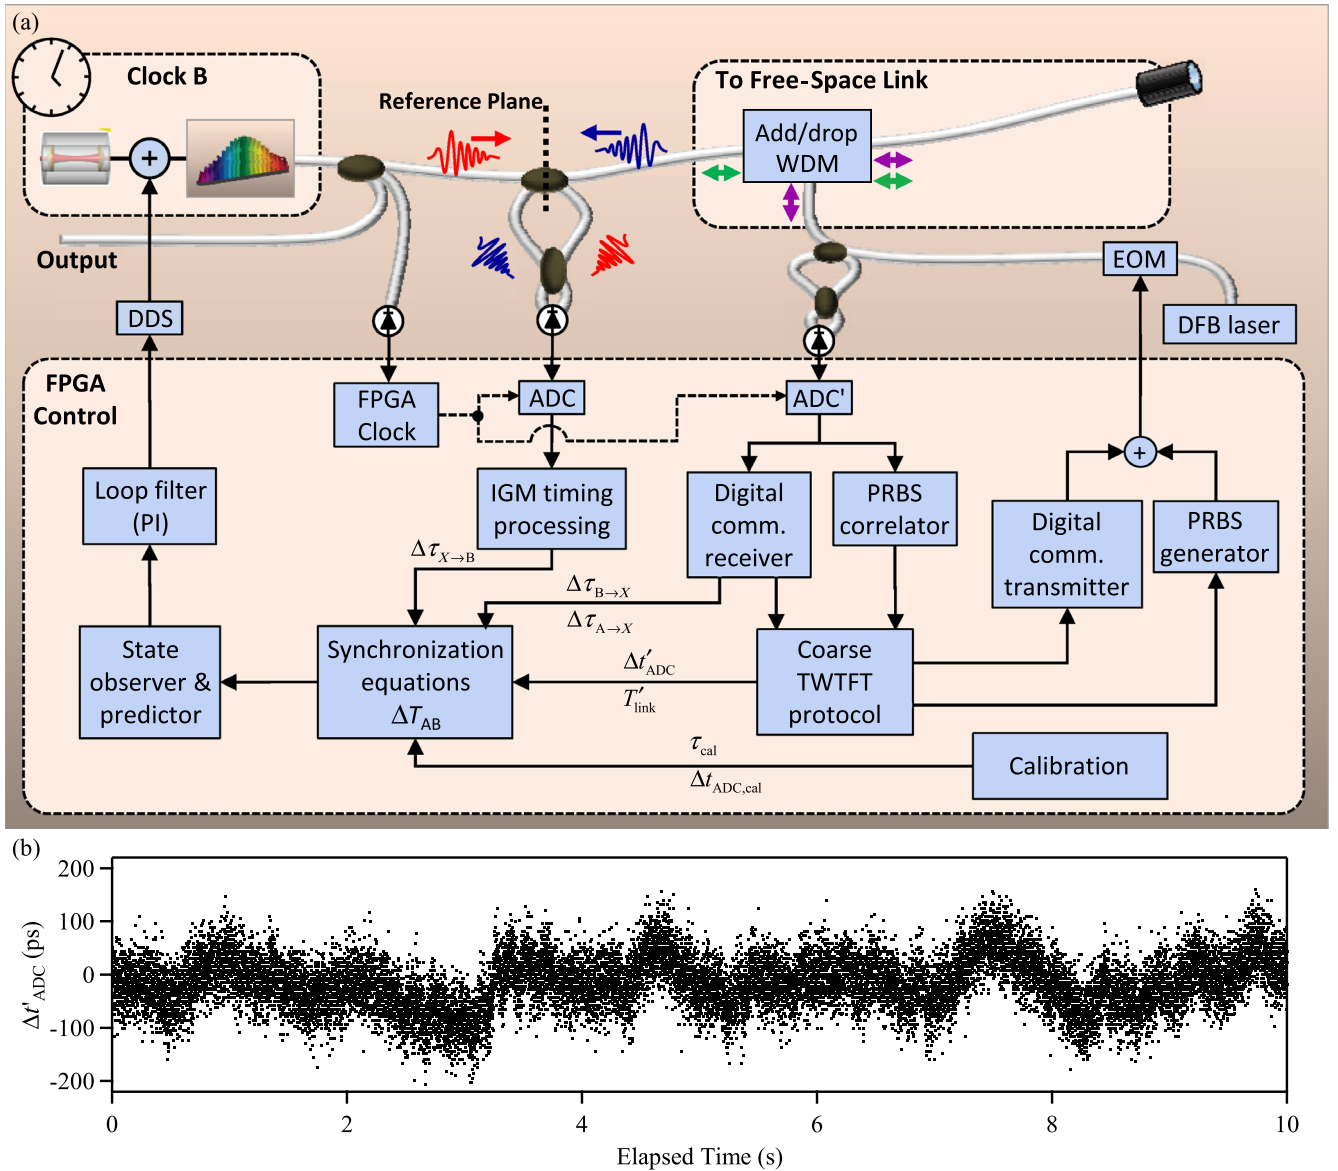 (a)
Clock B
Reference Plane
To Free-Space Link
Add/drop
WDM
Output
EOM
DFB laser
DDS
FPGA
Control
FPGA
Clock
ADC
ADC'
Loop filter
(PI)
IGM timing
processing
Digital
comm.
receiver
PRBS
correlator
Digital
comm.
transmitter
PRBS
generator
+
+
Δτ_X→B
Δτ_B→X
Δτ_A→X
State
observer &
predictor
Synchronization
equations
ΔT_AB
Δt′_ADC
T′_link
Coarse
TWTFT
protocol
τ_cal
Δt_ADC,cal
Calibration
(b)
200
100
0
-100
-200
Δt'_ADC (ps)
0 2 4 6 8 10
Elapsed Time (s)